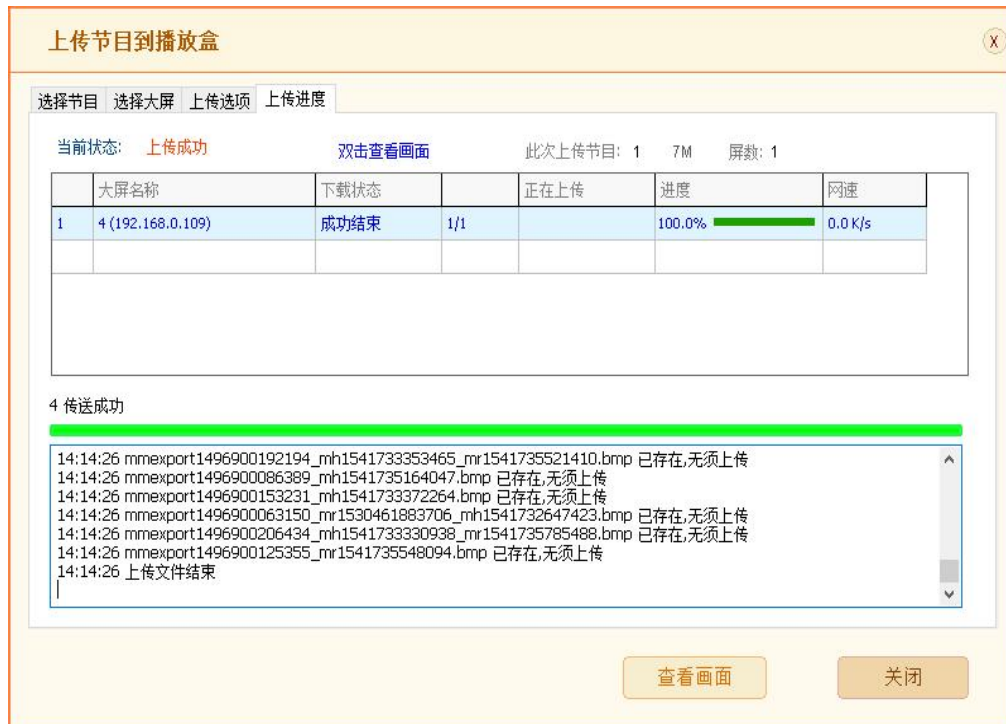 上传节目到播放盒
X
选择节目 选择大屏 上传选项 上传进度
当前状态: 上传成功 双击查看画面 此次上传节目: 1 7M 屏数: 1
大屏名称 下载状态 正在上传 进度 网速
1 4 (192.168.0.109) 成功结束 1/1 100.0% 0.0 K/s
4 传送成功
14:14:26 mmexport1496900192194_mh1541733353465_mr1541735521410.bmp 已存在,无须上传
14:14:26 mmexport1496900086389_mh1541735164047.bmp 已存在,无须上传
14:14:26 mmexport1496900153231_mh1541733372264.bmp 已存在,无须上传
14:14:26 mmexport1496900063150_mr1530461883706_mh1541732647423.bmp 已存在,无须上传
14:14:26 mmexport1496900206434_mh1541733330938_mr1541735785488.bmp 已存在,无须上传
14:14:26 mmexport1496900125355_mr1541735548094.bmp 已存在,无须上传
14:14:26 上传文件结束
查看画面 关闭